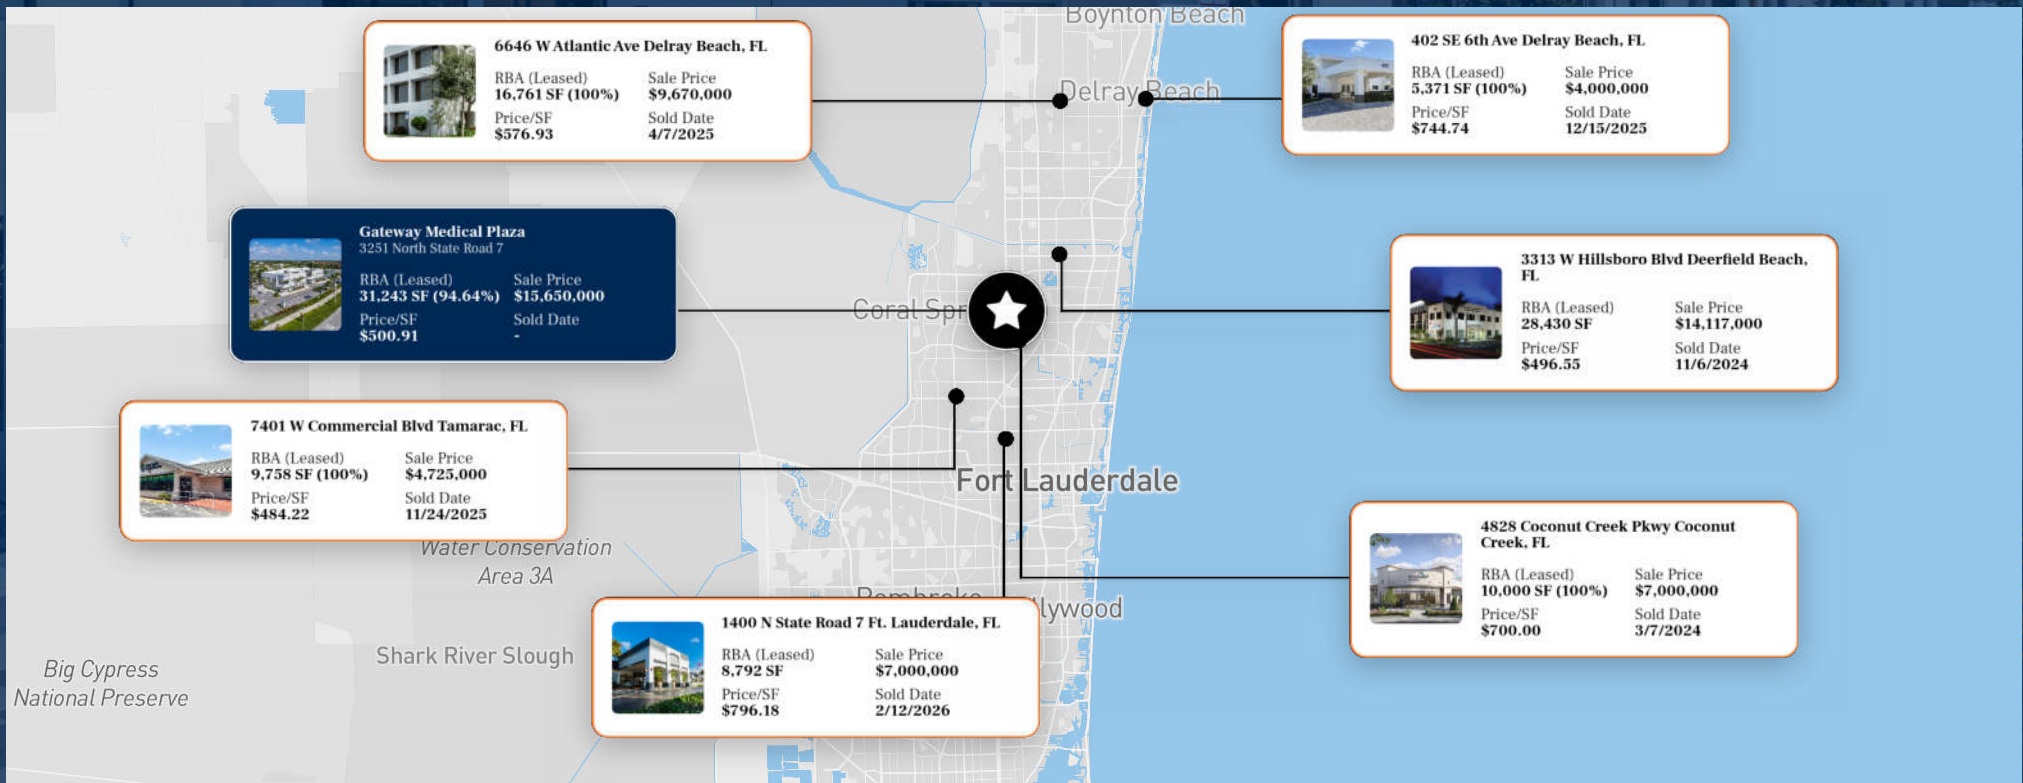 Boynton Beach
6646 W Atlantic Ave Delray Beach, FL
RBA (Leased) Sale Price
16,761 SF (100%) $9,670,000
Price/SF Sold Date
$576.93 4/7/2025
402 SE 6th Ave Delray Beach, FL
RBA (Leased) Sale Price
5,371 SF (100%) $4,000,000
Price/SF Sold Date
$744.74 12/15/2025
Delray Beach
Gateway Medical Plaza
3251 North State Road 7
RBA (Leased) Sale Price
31,243 SF (94.64%) $15,650,000
Price/SF Sold Date
$500.91 -
Coral Spr
3313 W Hillsboro Blvd Deerfield Beach,
FL
RBA (Leased) Sale Price
28,430 SF $14,117,000
Price/SF Sold Date
$496.55 11/6/2024
7401 W Commercial Blvd Tamarac, FL
RBA (Leased) Sale Price
9,758 SF (100%) $4,725,000
Price/SF Sold Date
$484.22 11/24/2025
Fort Lauderdale
Water Conservation
Area 3A
4828 Coconut Creek Pkwy Coconut
Creek, FL
RBA (Leased) Sale Price
10,000 SF (100%) $7,000,000
Price/SF Sold Date
$700.00 3/7/2024
Pembroke
llywood
1400 N State Road 7 Ft. Lauderdale, FL
RBA (Leased) Sale Price
8,792 SF $7,000,000
Price/SF Sold Date
$796.18 2/12/2026
Shark River Slough
Big Cypress
National Preserve